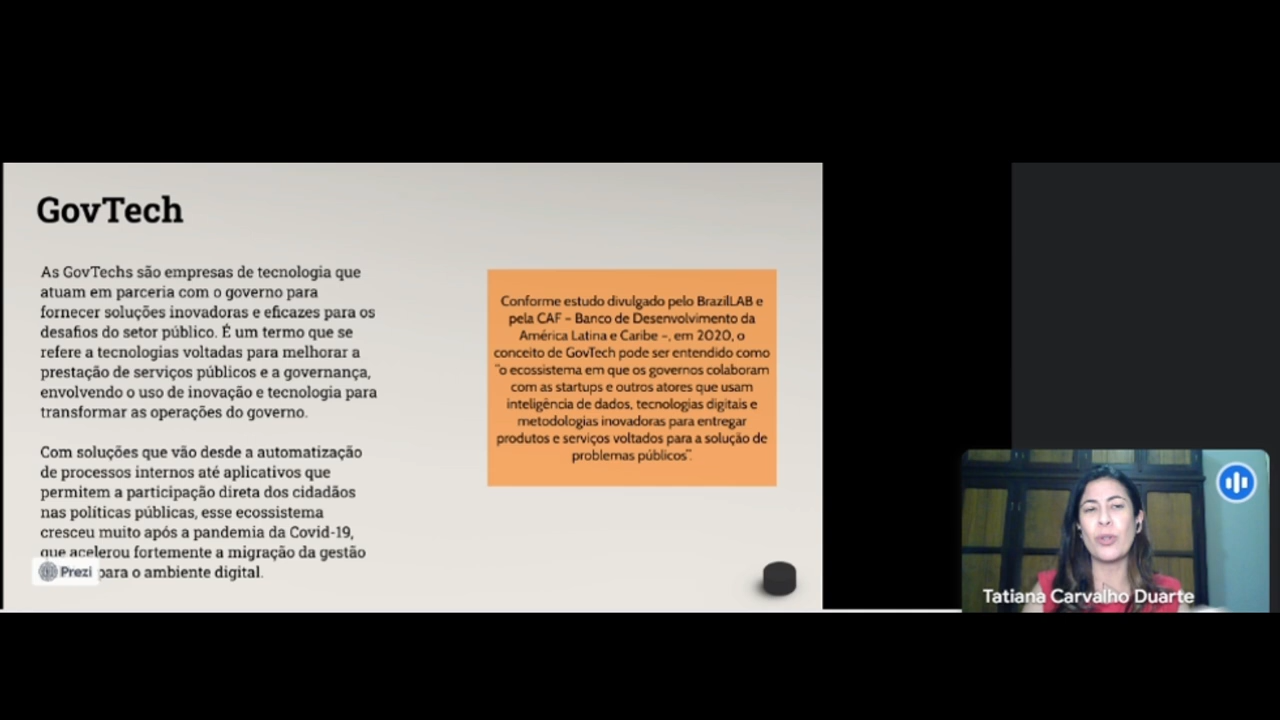 GovTech
As GovTechs são empresas de tecnologia que
atuam em parceria com o governo para
fornecer soluções inovadoras e eficazes para os
desafios do setor público. É um termo que se
refere a tecnologias voltadas para melhorar a
prestação de serviços públicos e a governança,
envolvendo o uso de inovação e tecnologia para
transformar as operações do governo.
Com soluções que vão desde a automatização
de processos internos até aplicativos que
permitem a participação direta dos cidadãos
nas políticas públicas, esse ecossistema
cresceu muito após a pandemia da Covid-19,
que acelerou fortemente a migração da gestão
para o ambiente digital.
Prezi
Conforme estudo divulgado pelo BrazilLAB e
pela CAF – Banco de Desenvolvimento da
América Latina e Caribe –, em 2020, o
conceito de GovTech pode ser entendido como
“o ecossistema em que os governos colaboram
com as startups e outros atores que usam
inteligência de dados, tecnologias digitais e
metodologias inovadoras para entregar
produtos e serviços voltados para a solução de
problemas públicos”.
Tatiana Carvalho Duarte